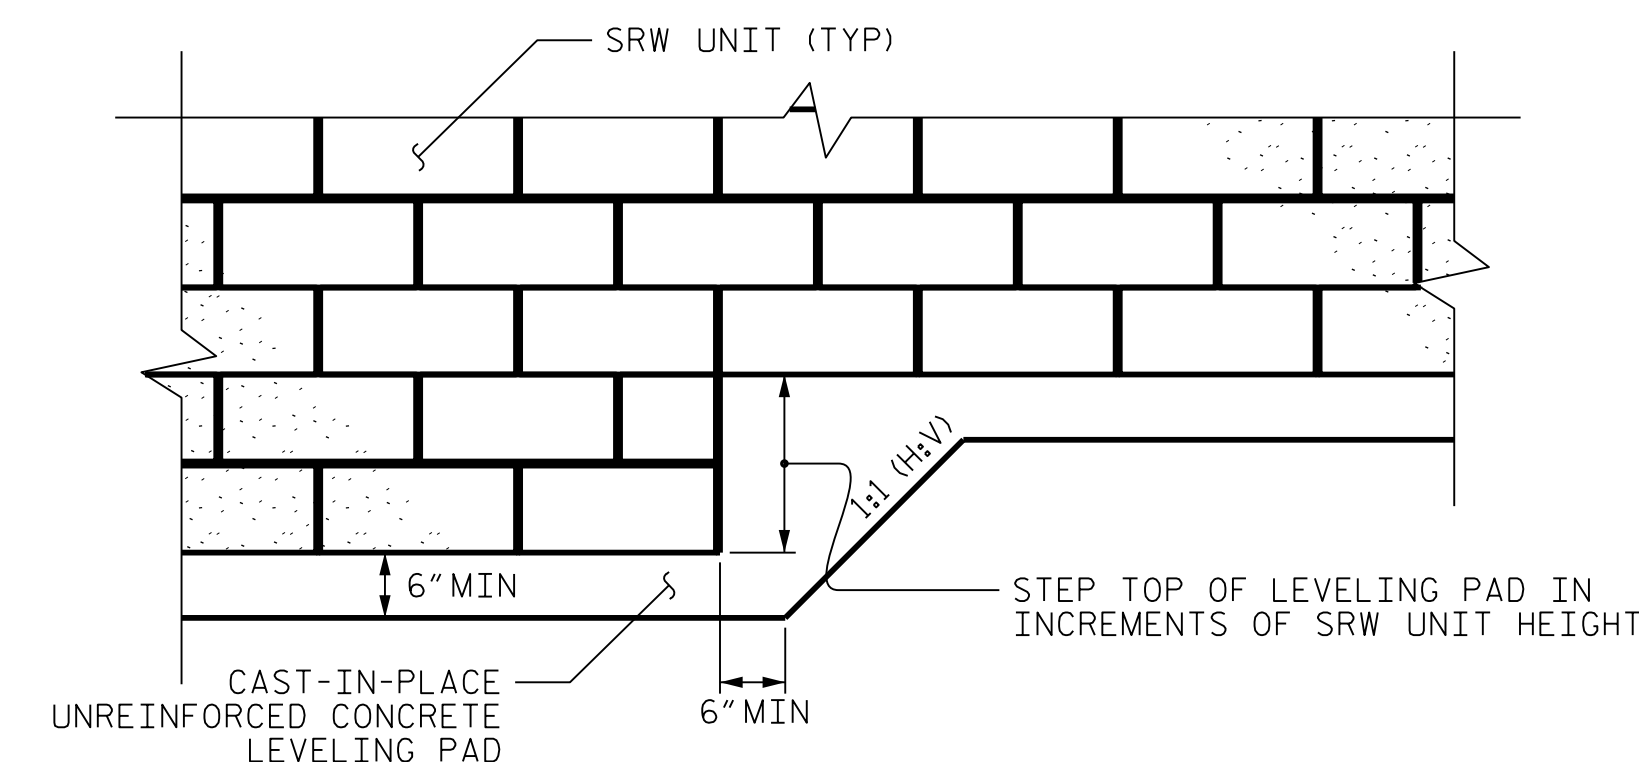 SRW UNIT (TYP)
1:1 (H:V)
6"MIN
STEP TOP OF LEVELING PAD IN
INCREMENTS OF SRW UNIT HEIGHT
CAST-IN-PLACE
UNREINFORCED CONCRETE
LEVELING PAD
6"MIN